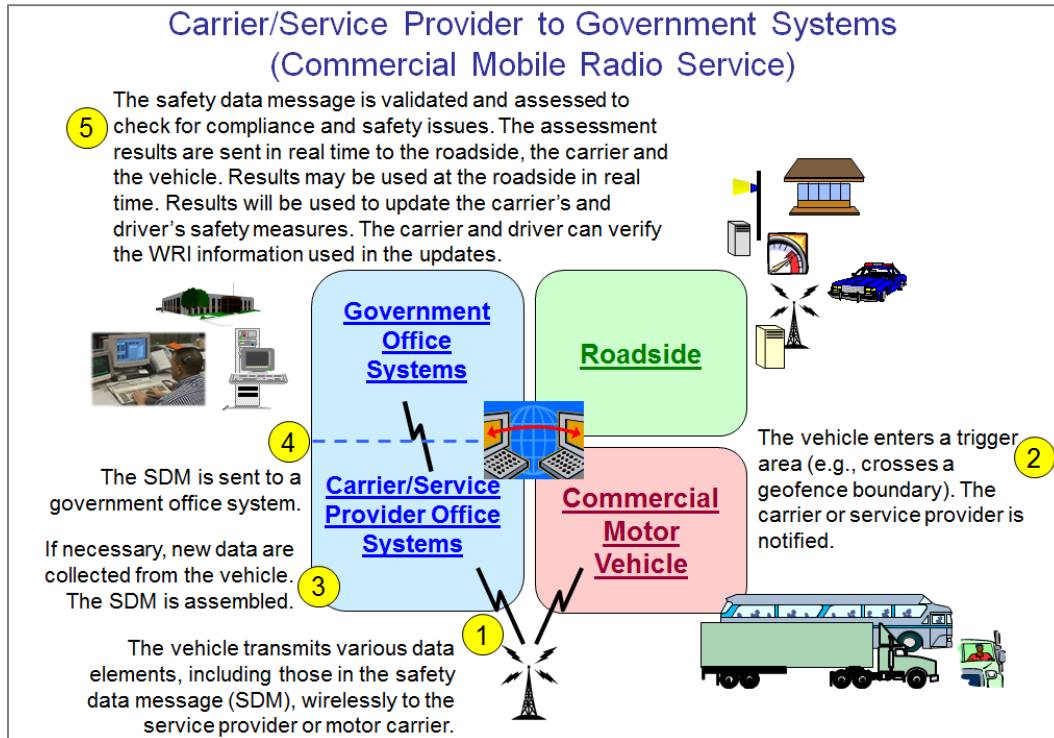 Carrier/Service Provider to Government Systems
(Commercial Mobile Radio Service)
5
The safety data message is validated and assessed to
check for compliance and safety issues. The assessment
results are sent in real time to the roadside, the carrier and
the vehicle. Results may be used at the roadside in real
time. Results will be used to update the carrier's and
driver's safety measures. The carrier and driver can verify
the WRI information used in the updates.
Government
Office
Systems
Roadside
4
The SDM is sent to a
government office system.
Carrier/Service
Provider Office
Systems
Commercial
Motor
Vehicle
2
The vehicle enters a trigger
area (e.g., crosses a
geofence boundary). The
carrier or service provider is
notified.
If necessary, new data are
collected from the vehicle.
The SDM is assembled.
3
1
The vehicle transmits various data
elements, including those in the safety
data message (SDM), wirelessly to the
service provider or motor carrier.